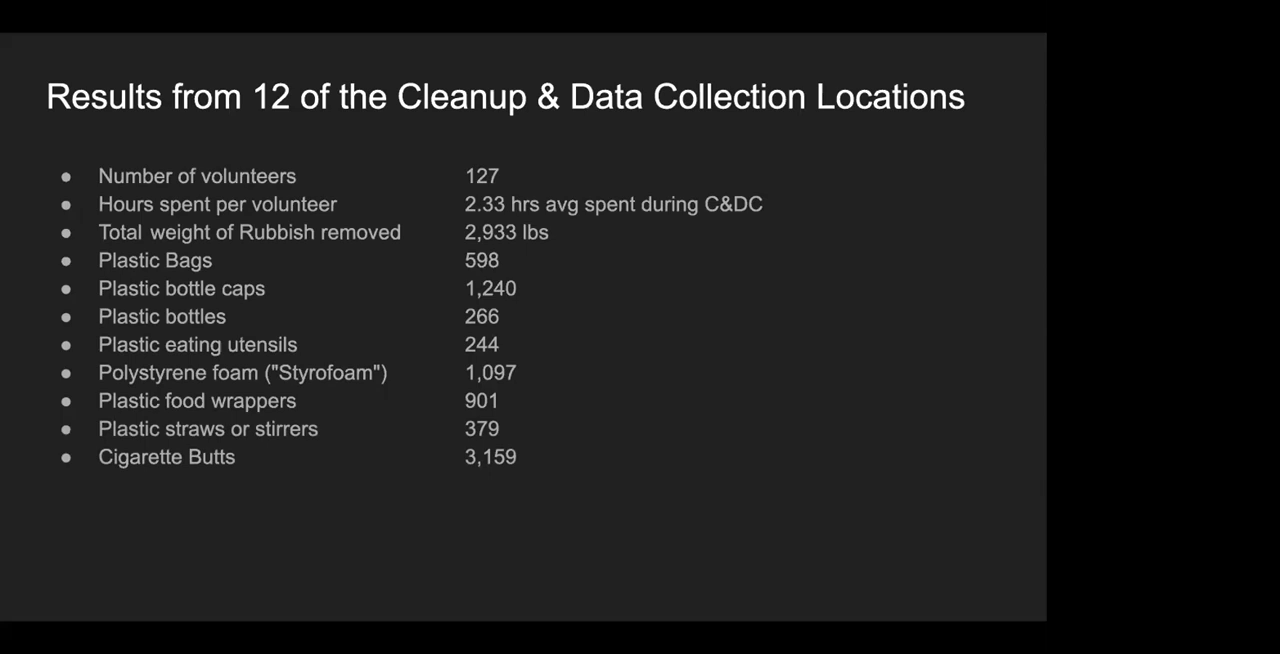 Results from 12 of the Cleanup & Data Collection Locations
● Number of volunteers 127
● Hours spent per volunteer 2.33 hrs avg spent during C&DC
● Total weight of Rubbish removed 2,933 lbs
● Plastic Bags 598
● Plastic bottle caps 1,240
● Plastic bottles 266
● Plastic eating utensils 244
● Polystyrene foam ("Styrofoam") 1,097
● Plastic food wrappers 901
● Plastic straws or stirrers 379
● Cigarette Butts 3,159